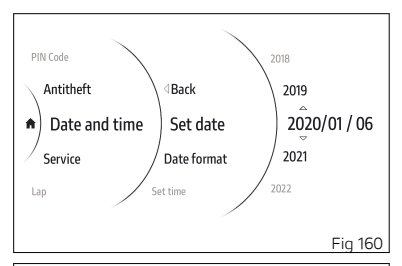 PIN Code
Antitheft
Date and time
Service
Lap
Back
Set date
Date format
Set time
2018
2019
2020/01 / 06
2021
2022
Fig 160